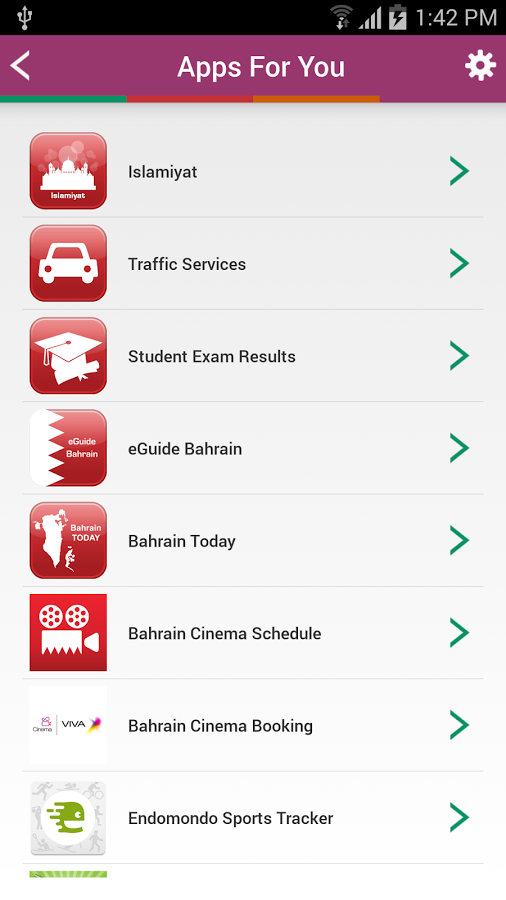 1:42 PM
Apps For You
Islamiyat
Islamiyat
Traffic Services
Student Exam Results
eGuide
Bahrain
eGuide Bahrain
Bahrain
TODAY
Bahrain Today
Bahrain Cinema Schedule
Cinema VIVA
Bahrain Cinema Booking
Endomondo Sports Tracker